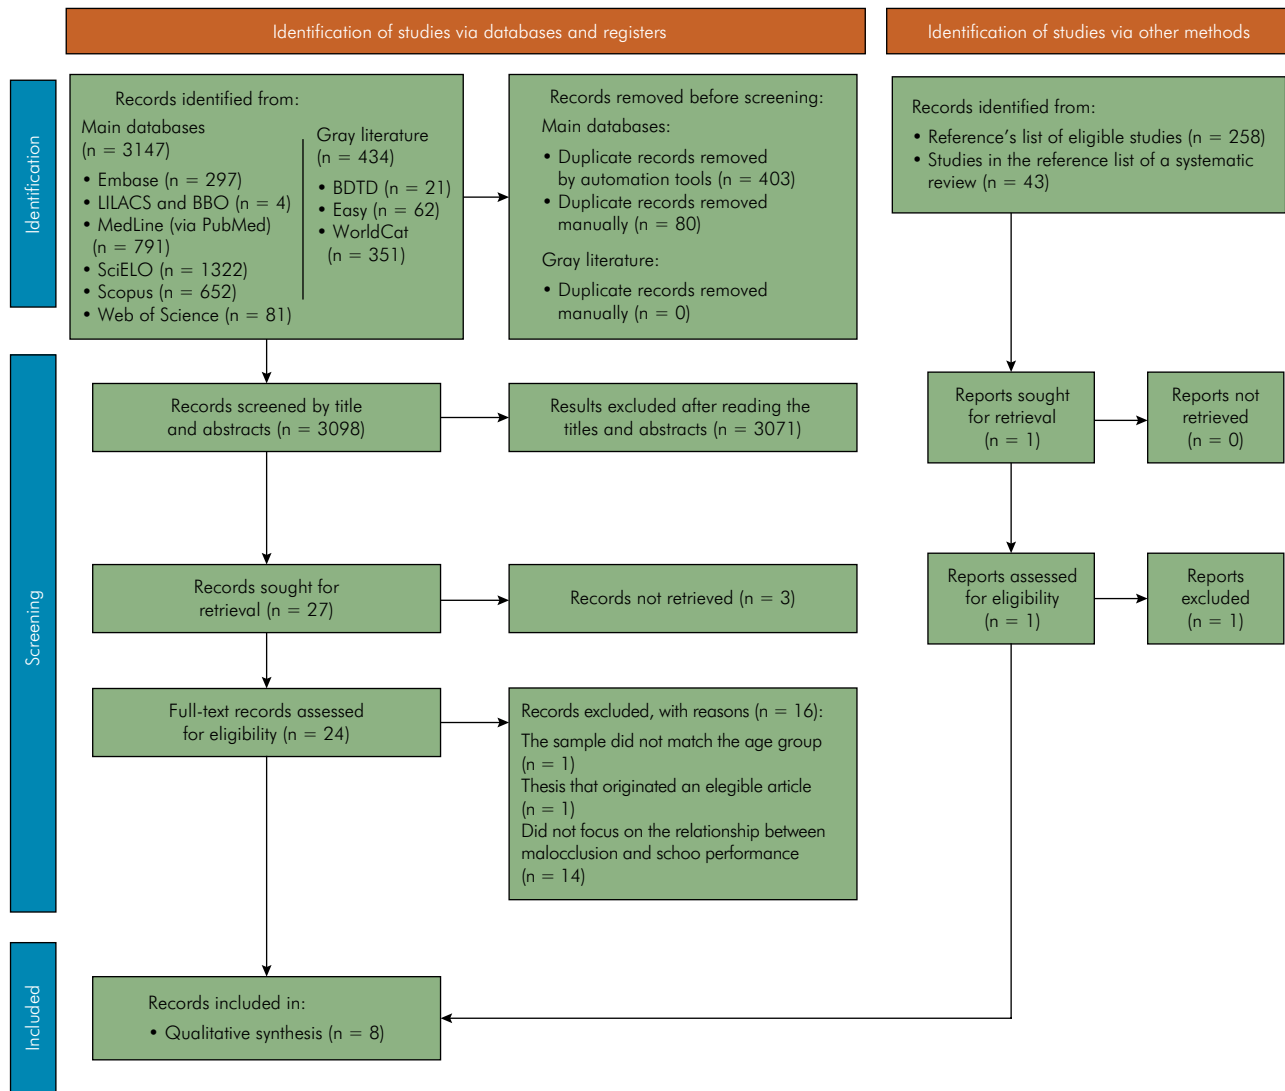 Identification of studies via databases and registers
Identification of studies via other methods
Identification
Records identified from:
Main databases
(n = 3147)
• Embase (n = 297)
• LILACS and BBO (n = 4)
• MedLine (via PubMed)
(n = 791)
• SciELO (n = 1322)
• Scopus (n = 652)
• Web of Science (n = 81)
Gray literature
(n = 434)
• BDTD (n = 21)
• Easy (n = 62)
• WorldCat
(n = 351)
Records removed before screening:
Main databases:
• Duplicate records removed
by automation tools (n = 403)
• Duplicate records removed
manually (n = 80)
Gray literature:
• Duplicate records removed
manually (n = 0)
Records identified from:
• Reference's list of eligible studies (n = 258)
• Studies in the reference list of a systematic
review (n = 43)
Screening
Records screened by title
and abstracts (n = 3098)
Results excluded after reading the
titles and abstracts (n = 3071)
Reports sought
for retrieval
(n = 1)
Reports not
retrieved
(n = 0)
Records sought for
retrieval (n = 27)
Records not retrieved (n = 3)
Reports assessed
for eligibility
(n = 1)
Reports
excluded
(n = 1)
Full-text records assessed
for eligibility (n = 24)
Records excluded, with reasons (n = 16):
The sample did not match the age group
(n = 1)
Thesis that originated an elegible article
(n = 1)
Did not focus on the relationship between
malocclusion and schoo performance
(n = 14)
Included
Records included in:
• Qualitative synthesis (n = 8)